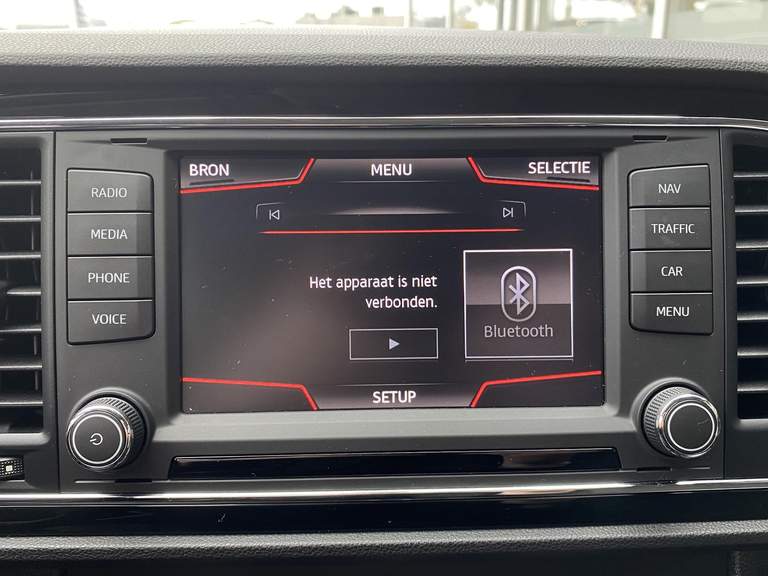 BRON
MENU
SELECTIE
RADIO
MEDIA
PHONE
VOICE
Het apparaat is niet
verbonden.
Bluetooth
SETUP
NAV
TRAFFIC
CAR
MENU